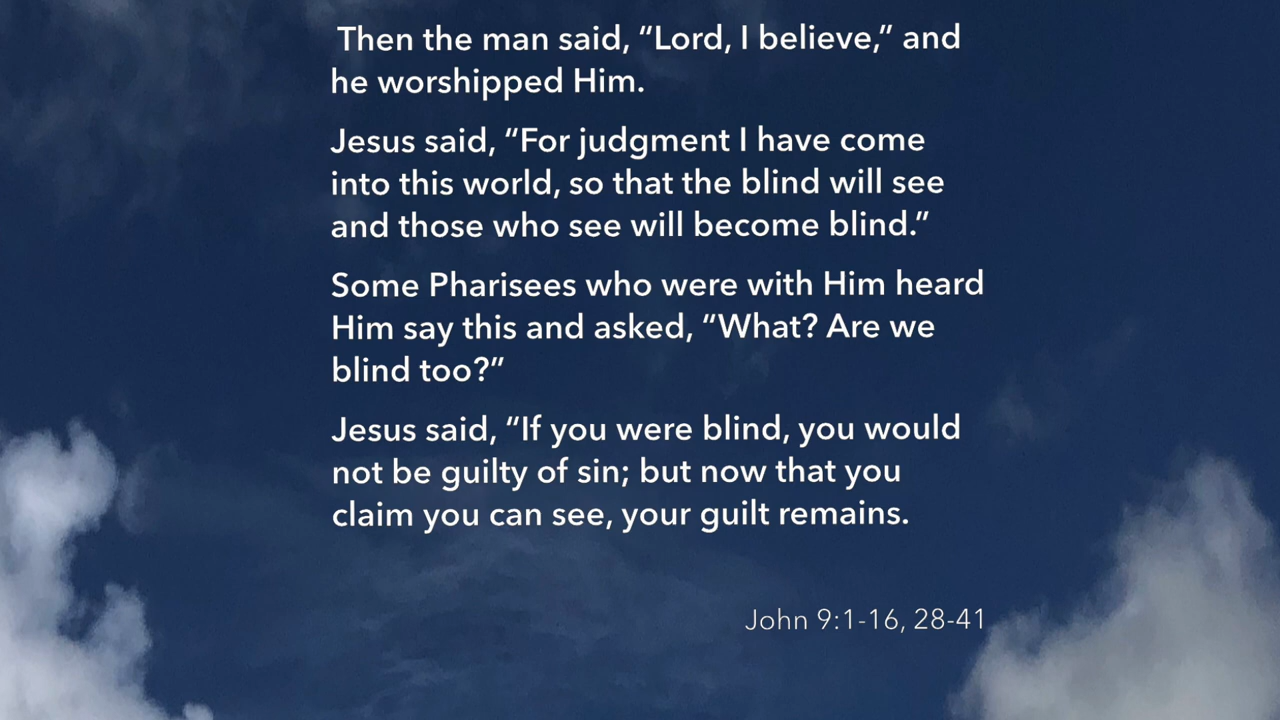 Then the man said, “Lord, I believe,” and
he worshipped Him.
Jesus said, “For judgment I have come
into this world, so that the blind will see
and those who see will become blind.”
Some Pharisees who were with Him heard
Him say this and asked, “What? Are we
blind too?”
Jesus said, “If you were blind, you would
not be guilty of sin; but now that you
claim you can see, your guilt remains.
John 9:1-16, 28-41